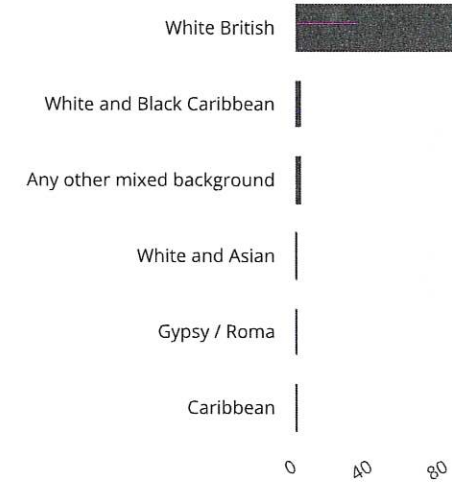 White British
White and Black Caribbean
Any other mixed background
White and Asian
Gypsy / Roma
Caribbean
0 40 80